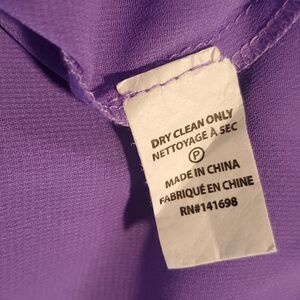 DRY CLEAN ONLY
NETTOYAGE À SEC
P
MADE IN CHINA
FABRIQUÉ EN CHINE
RN#141698